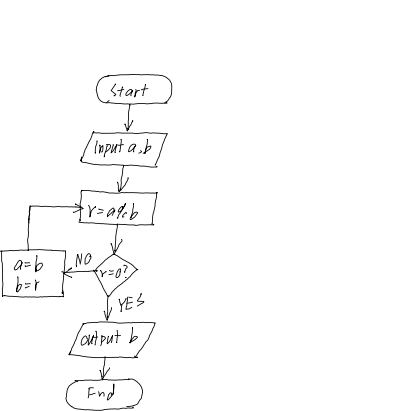 Start
Input a,b
r=a%b
NO
r=0?
a=b
b=r
YES
output b
End